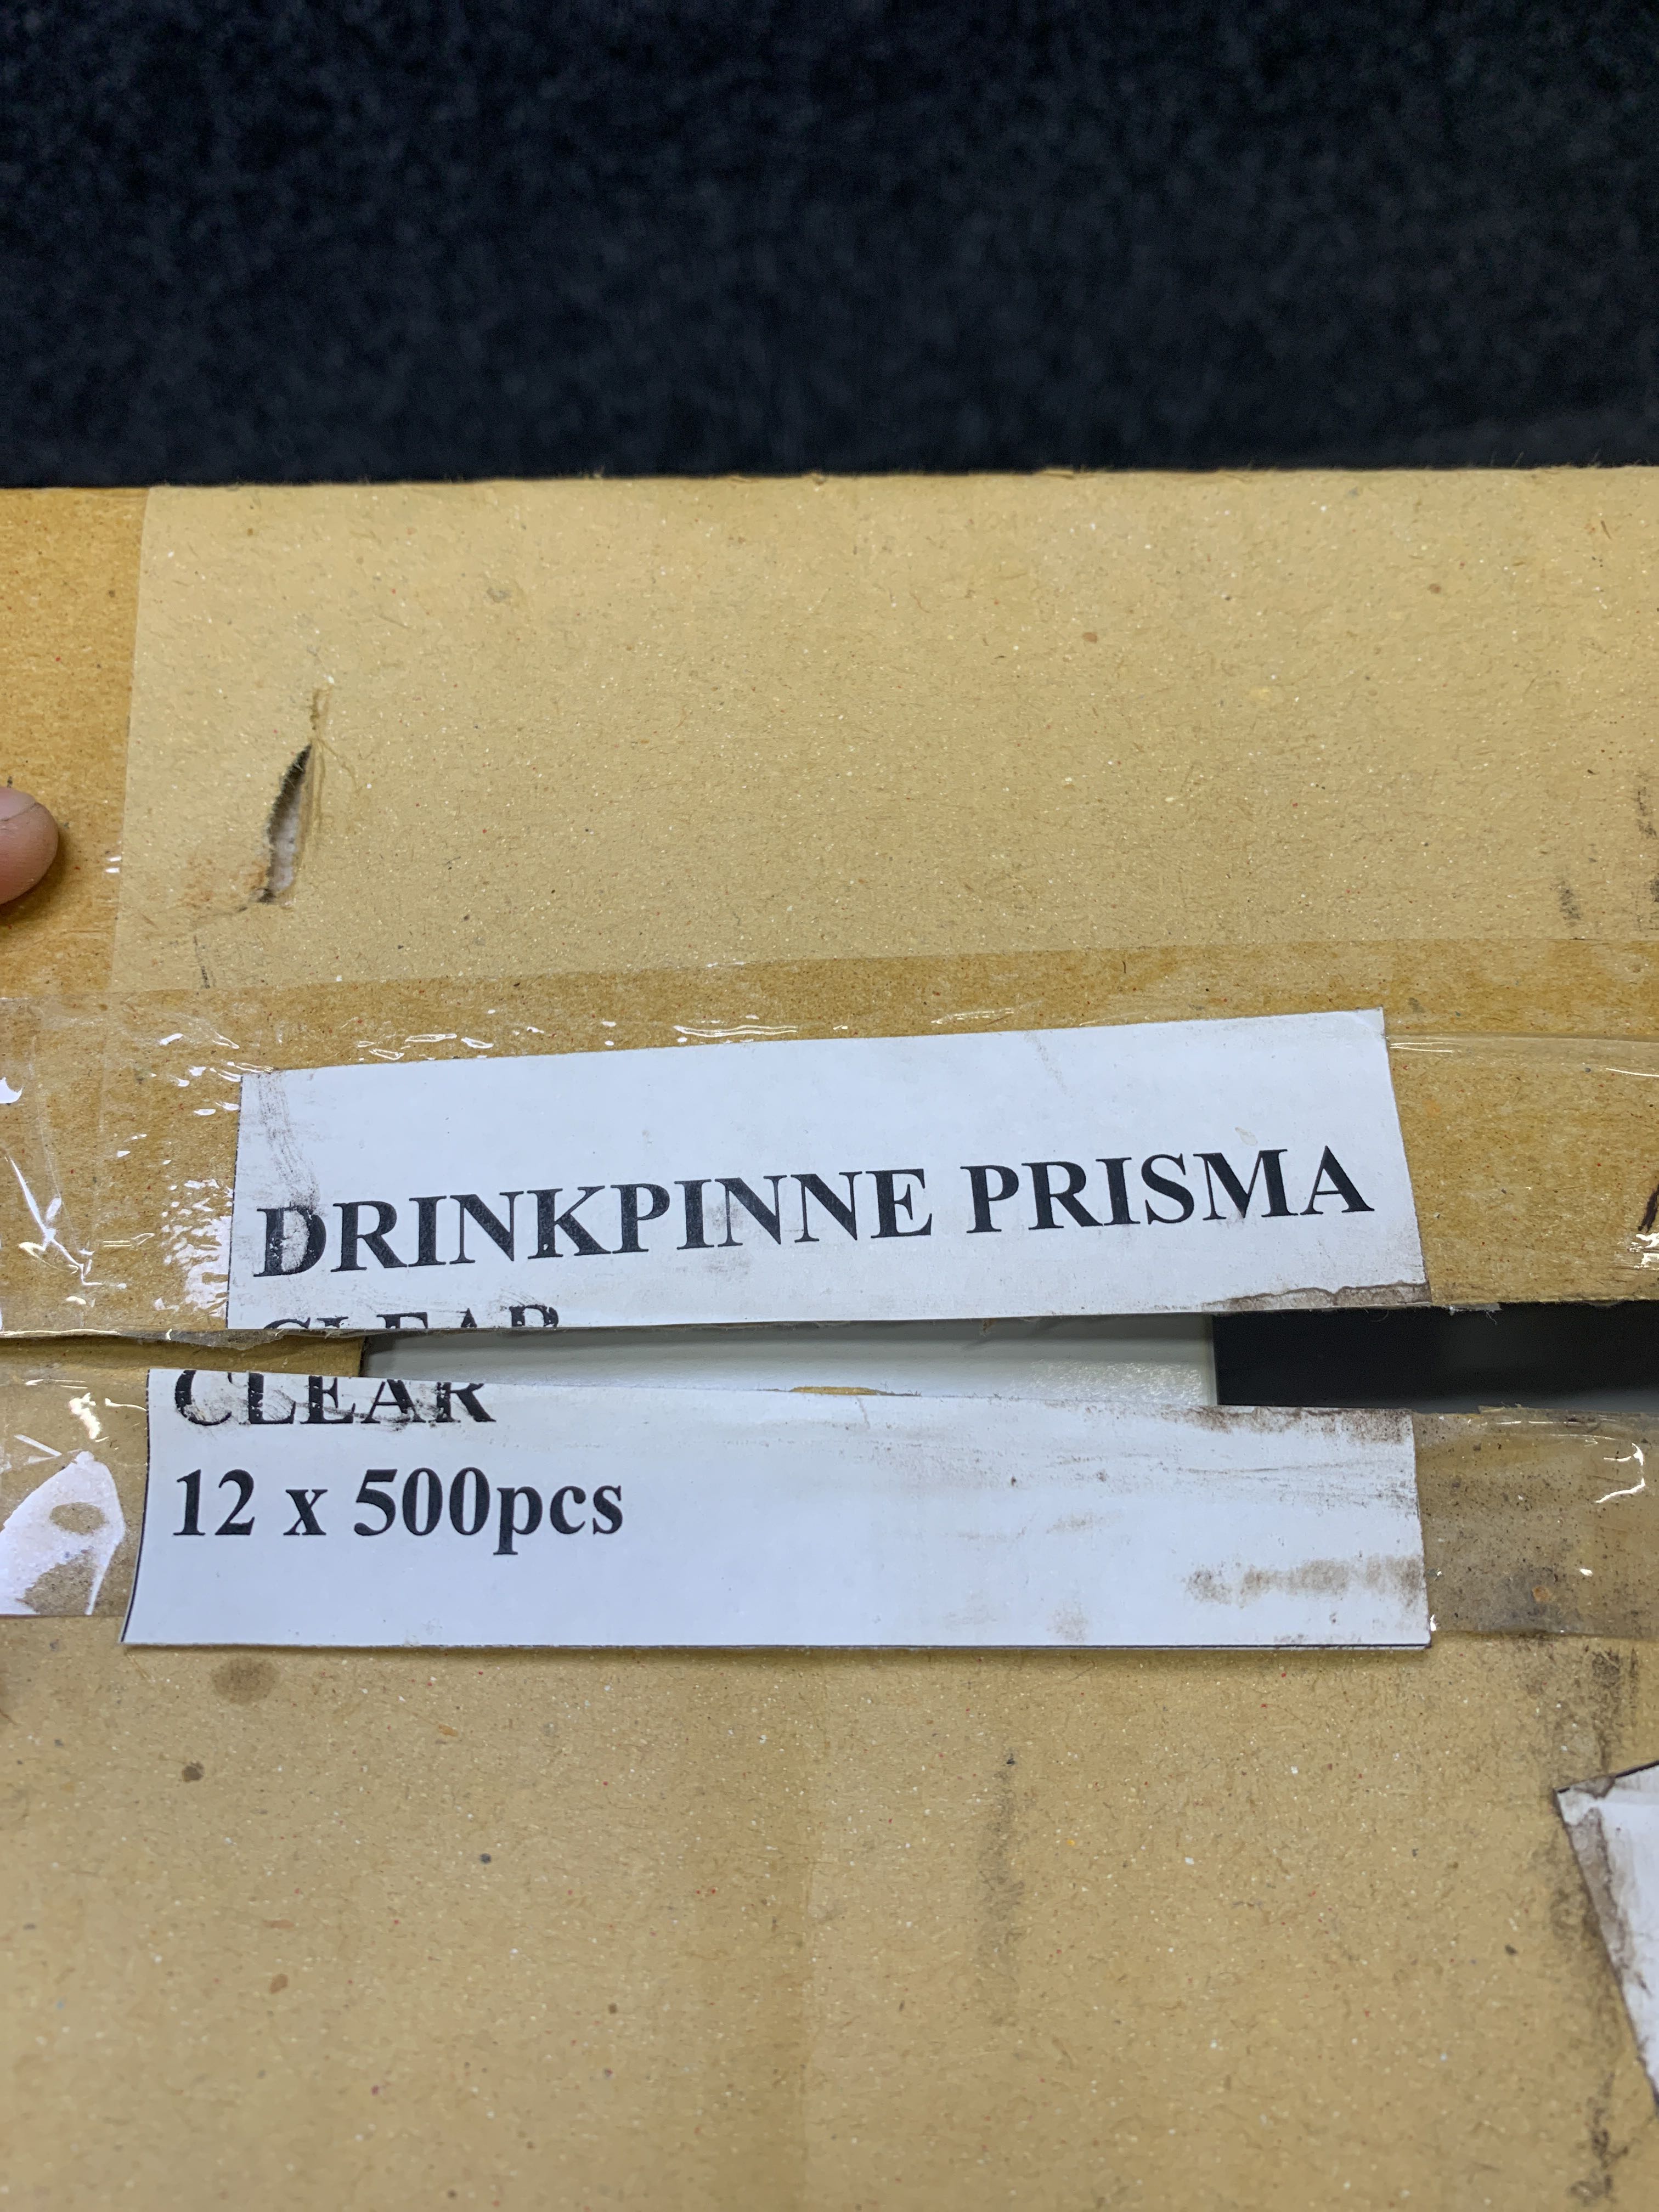 DRINKPINNE PRISMA
CLEAR
12 x 500pcs